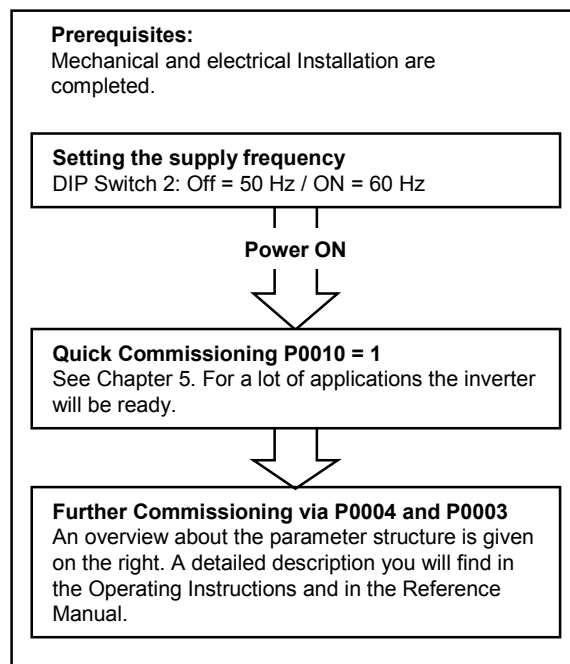 Prerequisites:
Mechanical and electrical Installation are
completed.
Setting the supply frequency
DIP Switch 2: Off = 50 Hz / ON = 60 Hz
Power ON
Quick Commissioning P0010 = 1
See Chapter 5. For a lot of applications the inverter
will be ready.
Further Commissioning via P0004 and P0003
An overview about the parameter structure is given
on the right. A detailed description you will find in
the Operating Instructions and in the Reference
Manual.